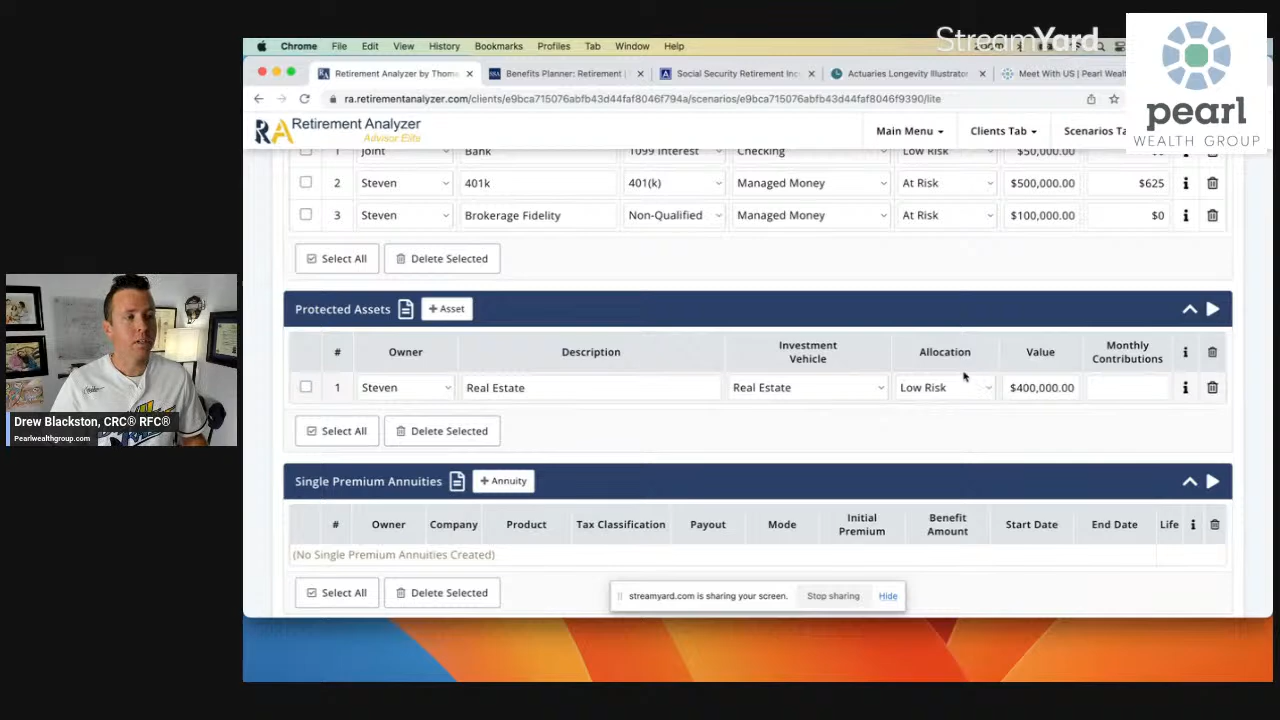 StreamYard
pearl
WEALTH GROUP
Chrome File Edit View History Bookmarks Profiles Tab Window Help
Retirement Analyzer by Thoma
Benefits Planner: Retirement |
Social Security Retirement Inc
Actuaries Longevity Illustrator
Meet With US | Pearl Wealt
ra.retirementanalyzer.com/clients/e9bca715076abfb43d44faf8046f794a/scenarios/e9bca715076abfb43d44faf8046f9390/lite
RA Retirement Analyzer
Advisor Elite
Main Menu Clients Tab Scenarios Ta
1 Joint Bank 1099 Interest Checking Low Risk $50,000.00 $0
2 Steven 401k 401(k) Managed Money At Risk $500,000.00 $625
3 Steven Brokerage Fidelity Non-Qualified Managed Money At Risk $100,000.00 $0
Select All Delete Selected
Protected Assets + Asset
# Owner Description Investment Vehicle Allocation Value Monthly Contributions
1 Steven Real Estate Real Estate Low Risk $400,000.00
Select All Delete Selected
Single Premium Annuities + Annuity
# Owner Company Product Tax Classification Payout Mode Initial Premium Benefit Amount Start Date End Date Life
(No Single Premium Annuities Created)
Select All Delete Selected
streamyard.com is sharing your screen. Stop sharing Hide
Drew Blackston, CRC® RFC®
Pearlwealthgroup.com